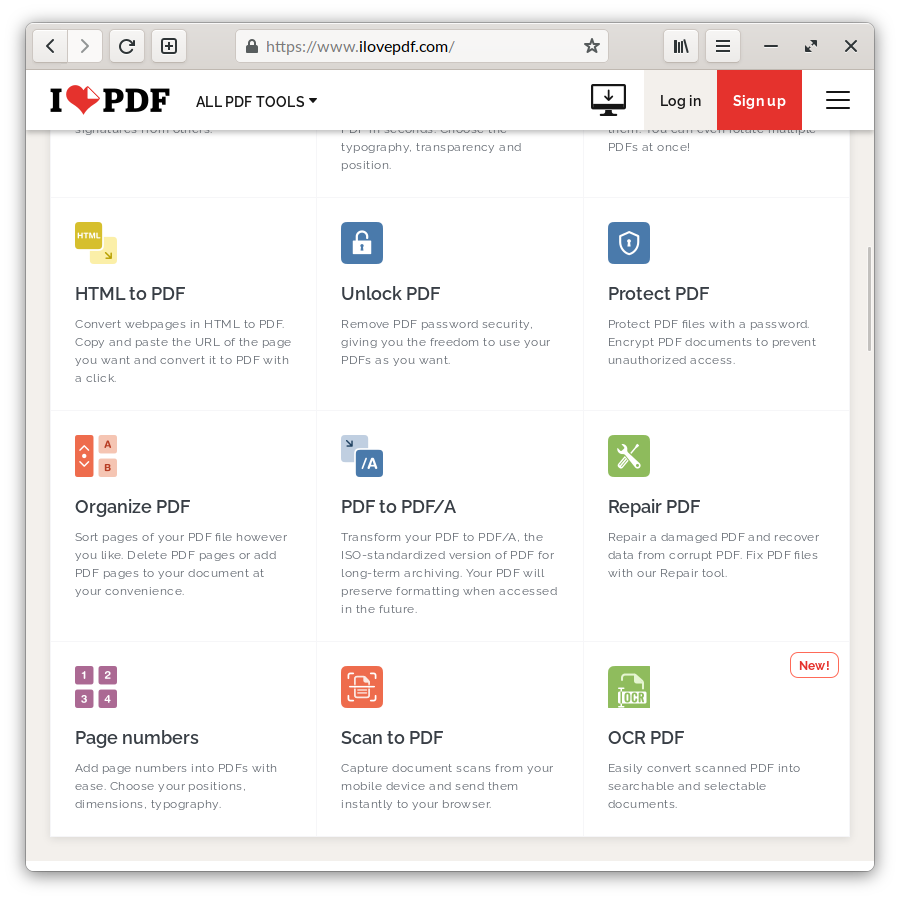 https://www.ilovepdf.com/
I PDF
ALL PDF TOOLS
Log in
Sign up
signatures from others.
PDF in seconds. Choose the
typography, transparency and
position.
them. You can even rotate multiple
PDFs at once!
HTML
HTML to PDF
Convert webpages in HTML to PDF.
Copy and paste the URL of the page
you want and convert it to PDF with
a click.
Unlock PDF
Remove PDF password security,
giving you the freedom to use your
PDFs as you want.
Protect PDF
Protect PDF files with a password.
Encrypt PDF documents to prevent
unauthorized access.
A
B
Organize PDF
Sort pages of your PDF file however
you like. Delete PDF pages or add
PDF pages to your document at
your convenience.
/A
PDF to PDF/A
Transform your PDF to PDF/A, the
ISO-standardized version of PDF for
long-term archiving. Your PDF will
preserve formatting when accessed
in the future.
Repair PDF
Repair a damaged PDF and recover
data from corrupt PDF. Fix PDF files
with our Repair tool.
1 2
3 4
Page numbers
Add page numbers into PDFs with
ease. Choose your positions,
dimensions, typography.
Scan to PDF
Capture document scans from your
mobile device and send them
instantly to your browser.
New!
OCR
OCR PDF
Easily convert scanned PDF into
searchable and selectable
documents.